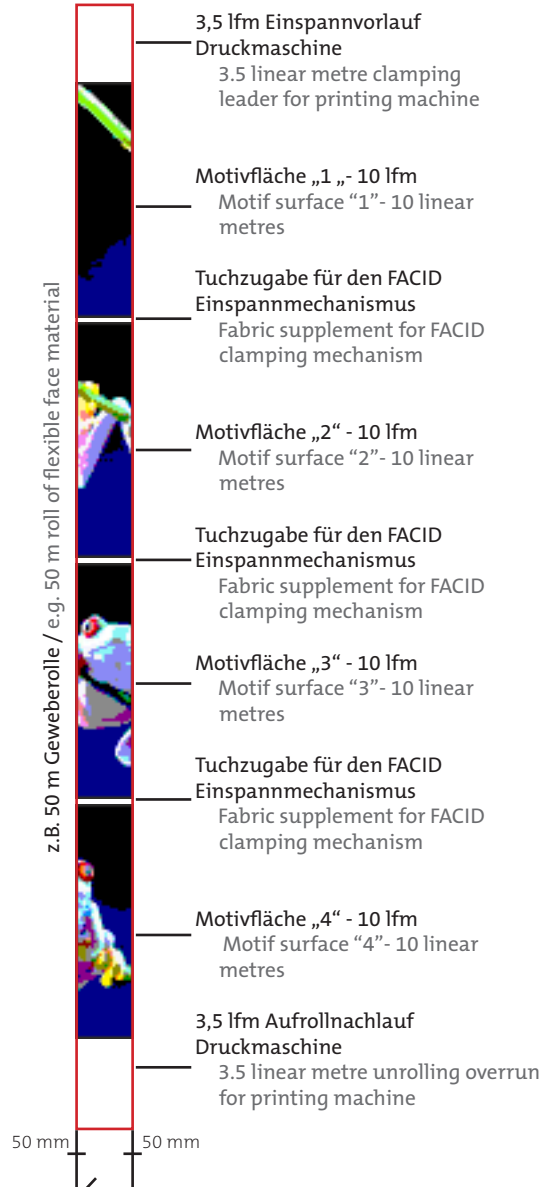 3,5 lfm Einspannvorlauf
Druckmaschine
3.5 linear metre clamping
leader for printing machine
Motivfläche „1 „- 10 lfm
Motif surface “1”- 10 linear
metres
Tuchzugabe für den FACID
Einspannmechanismus
Fabric supplement for FACID
clamping mechanism
Motivfläche „2“ - 10 lfm
Motif surface “2”- 10 linear
metres
Tuchzugabe für den FACID
Einspannmechanismus
Fabric supplement for FACID
clamping mechanism
Motivfläche „3“ - 10 lfm
Motif surface “3”- 10 linear
metres
Tuchzugabe für den FACID
Einspannmechanismus
Fabric supplement for FACID
clamping mechanism
Motivfläche „4“ - 10 lfm
Motif surface “4”- 10 linear
metres
3,5 lfm Aufrollnachlauf
Druckmaschine
3.5 linear metre unrolling overrun
for printing machine
z.B. 50 m Geweberolle / e.g. 50 m roll of flexible face material
50 mm 50 mm